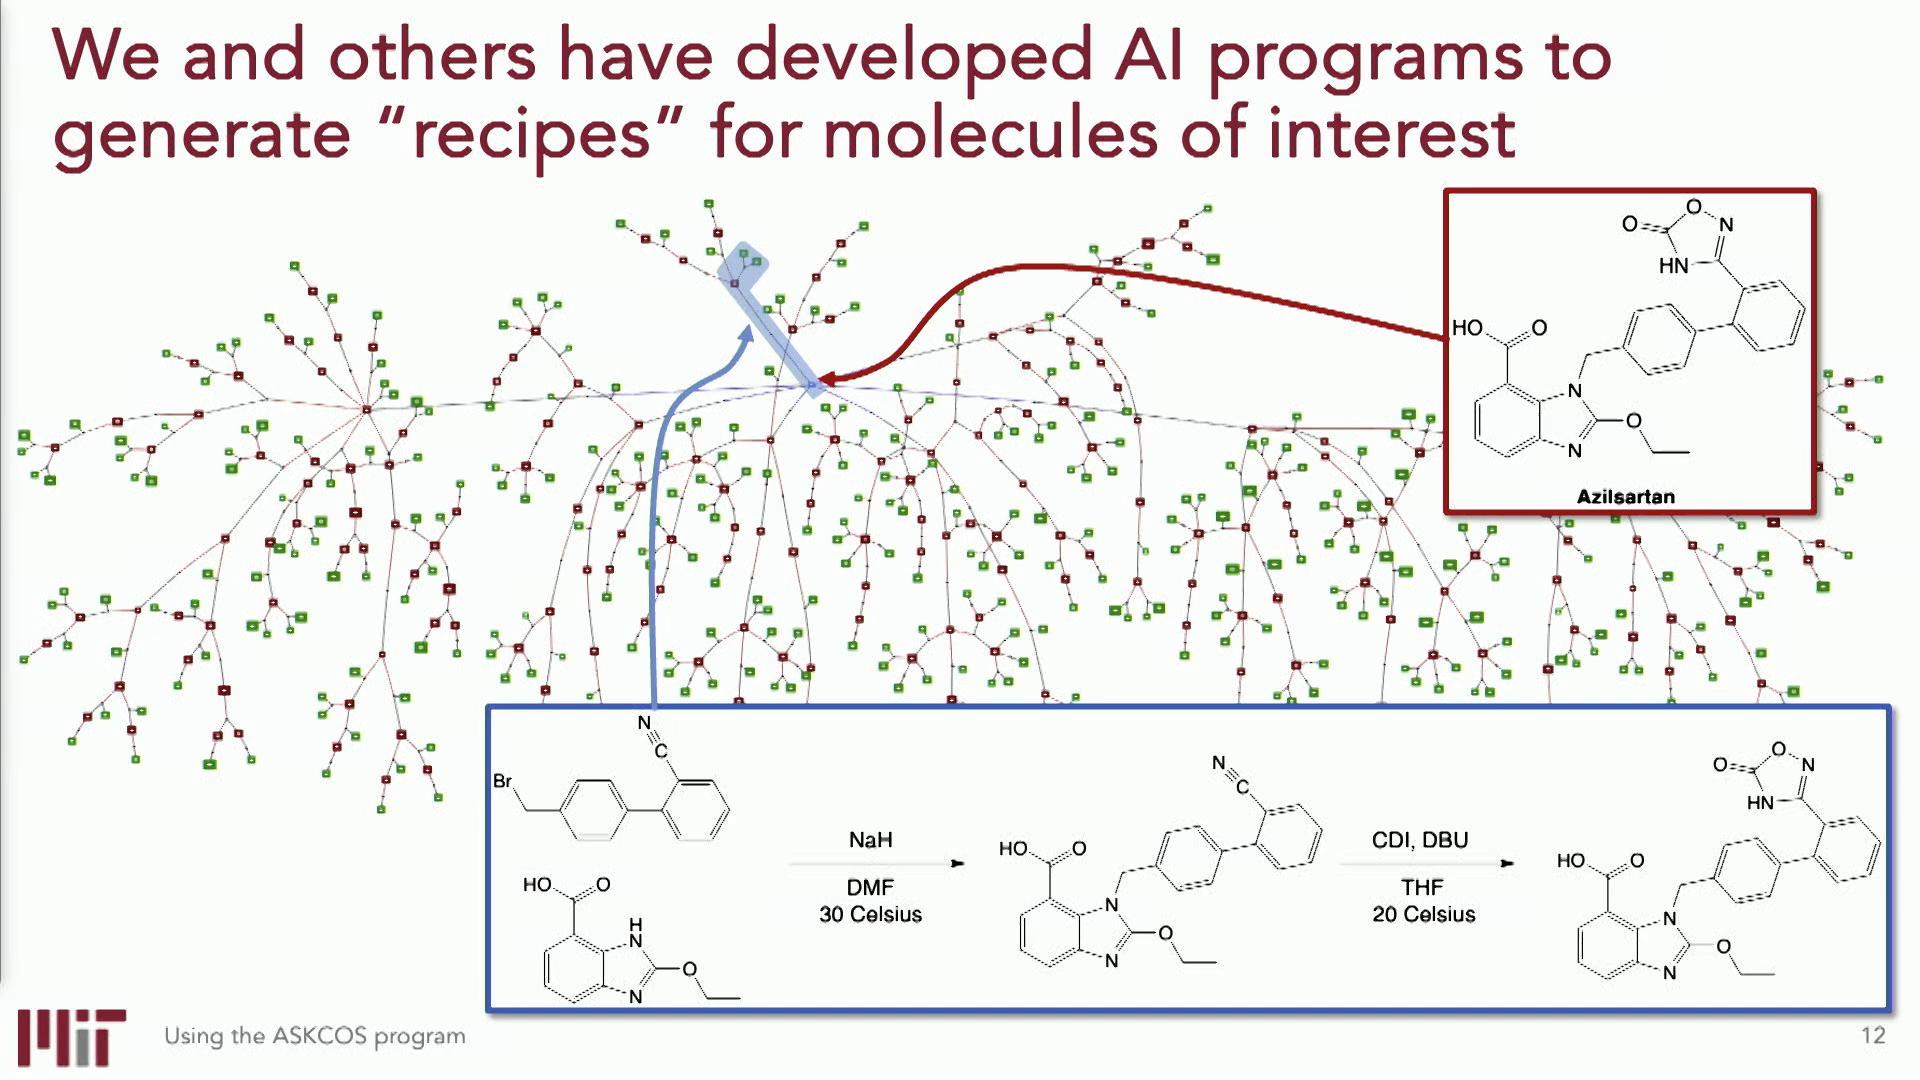 We and others have developed AI programs to
generate “recipes” for molecules of interest
O
O
N
HN
HO
O
N
O
N
Azilsartan
N
C
Br
HO
O
H
N
O
N
NaH
DMF
30 Celsius
N
C
HO
O
N
O
N
CDI, DBU
THF
20 Celsius
O
O
N
HN
HO
O
N
O
N
MIT
Using the ASKCOS program
12